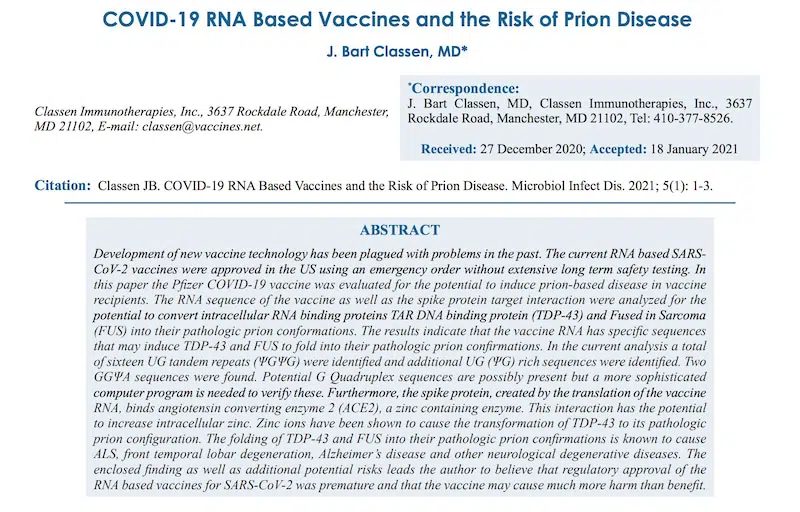 COVID-19 RNA Based Vaccines and the Risk of Prion Disease
J. Bart Classen, MD*
Classen Immunotherapies, Inc., 3637 Rockdale Road, Manchester,
MD 21102, E-mail: classen@vaccines.net.
*Correspondence:
J. Bart Classen, MD, Classen Immunotherapies, Inc., 3637
Rockdale Road, Manchester, MD 21102, Tel: 410-377-8526.
Received: 27 December 2020; Accepted: 18 January 2021
Citation: Classen JB. COVID-19 RNA Based Vaccines and the Risk of Prion Disease. Microbiol Infect Dis. 2021; 5(1): 1-3.
ABSTRACT
Development of new vaccine technology has been plagued with problems in the past. The current RNA based SARS-
CoV-2 vaccines were approved in the US using an emergency order without extensive long term safety testing. In
this paper the Pfizer COVID-19 vaccine was evaluated for the potential to induce prion-based disease in vaccine
recipients. The RNA sequence of the vaccine as well as the spike protein target interaction were analyzed for the
potential to convert intracellular RNA binding proteins TAR DNA binding protein (TDP-43) and Fused in Sarcoma
(FUS) into their pathologic prion conformations. The results indicate that the vaccine RNA has specific sequences
that may induce TDP-43 and FUS to fold into their pathologic prion confirmations. In the current analysis a total
of sixteen UG tandem repeats (ΨGΨG) were identified and additional UG (ΨG) rich sequences were identified. Two
GGΨA sequences were found. Potential G Quadruplex sequences are possibly present but a more sophisticated
computer program is needed to verify these. Furthermore, the spike protein, created by the translation of the vaccine
RNA, binds angiotensin converting enzyme 2 (ACE2), a zinc containing enzyme. This interaction has the potential
to increase intracellular zinc. Zinc ions have been shown to cause the transformation of TDP-43 to its pathologic
prion configuration. The folding of TDP-43 and FUS into their pathologic prion confirmations is known to cause
ALS, front temporal lobar degeneration, Alzheimer's disease and other neurological degenerative diseases. The
enclosed finding as well as additional potential risks leads the author to believe that regulatory approval of the
RNA based vaccines for SARS-CoV-2 was premature and that the vaccine may cause much more harm than benefit.